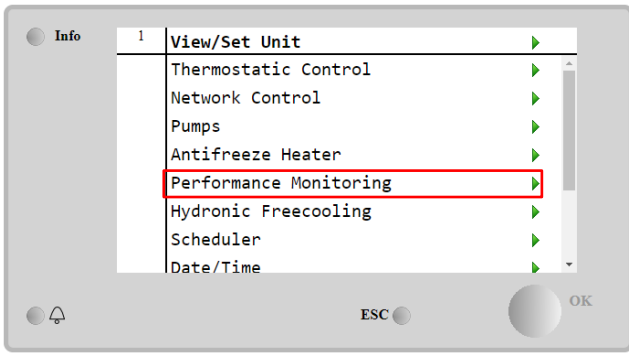 Info
1
View/Set Unit
Thermostatic Control
Network Control
Pumps
Antifreeze Heater
Performance Monitoring
Hydronic Freecooling
Scheduler
Date/Time
ESC
OK